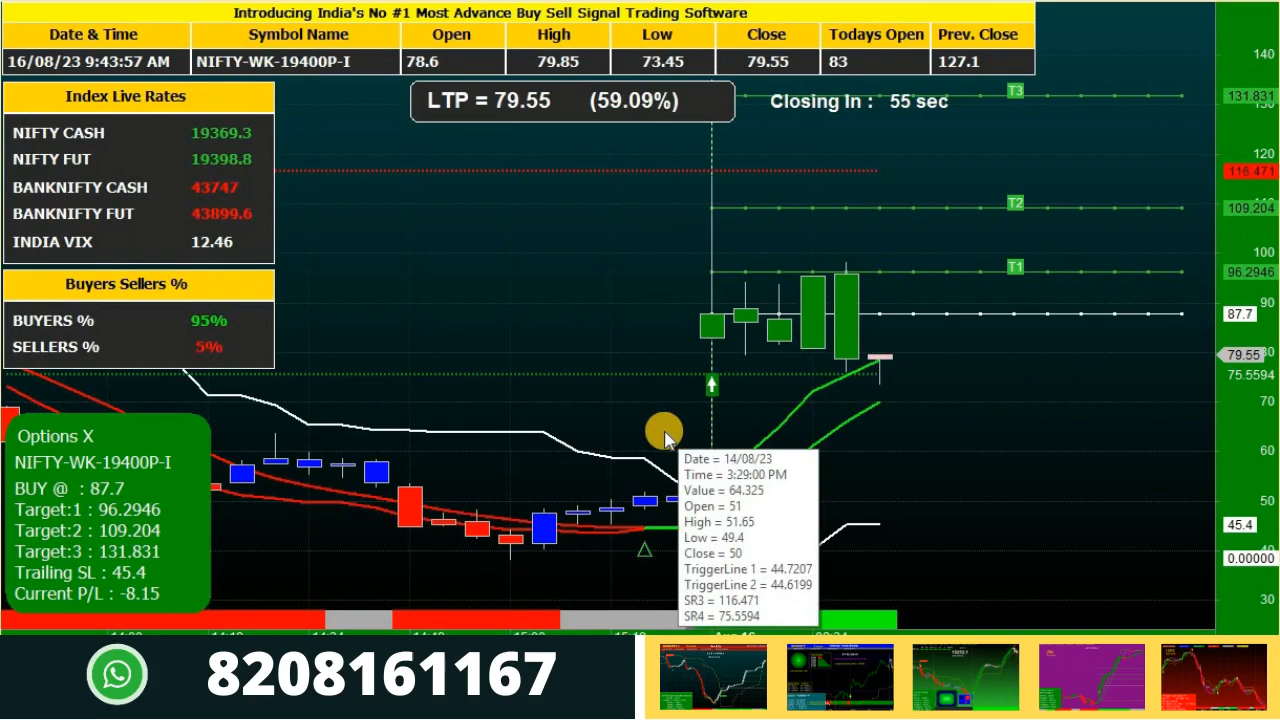 Introducing India's No #1 Most Advance Buy Sell Signal Trading Software
Date & Time Symbol Name Open High Low Close Todays Open Prev. Close
16/08/23 9:43:57 AM NIFTY-WK-19400P-I 78.6 79.85 73.45 79.55 83 127.1
Index Live Rates
NIFTY CASH 19369.3
NIFTY FUT 19398.8
BANKNIFTY CASH 43747
BANKNIFTY FUT 43899.6
INDIA VIX 12.46
Buyers Sellers %
BUYERS % 95%
SELLERS % 5%
LTP = 79.55 (59.09%)
Closing In : 55 sec
T3
T2
T1
140
131.831
120
116.471
109.204
100
96.2946
90
87.7
79.55
75.5594
70
60
50
45.4
0.00000
30
Options X
NIFTY-WK-19400P-I
BUY @ : 87.7
Target:1 : 96.2946
Target:2 : 109.204
Target:3 : 131.831
Trailing SL : 45.4
Current P/L : -8.15
Date = 14/08/23
Time = 3:29:00 PM
Value = 64.325
Open = 51
High = 51.65
Low = 49.4
Close = 50
TriggerLine 1 = 44.7207
TriggerLine 2 = 44.6199
SR3 = 116.471
SR4 = 75.5594
8208161167